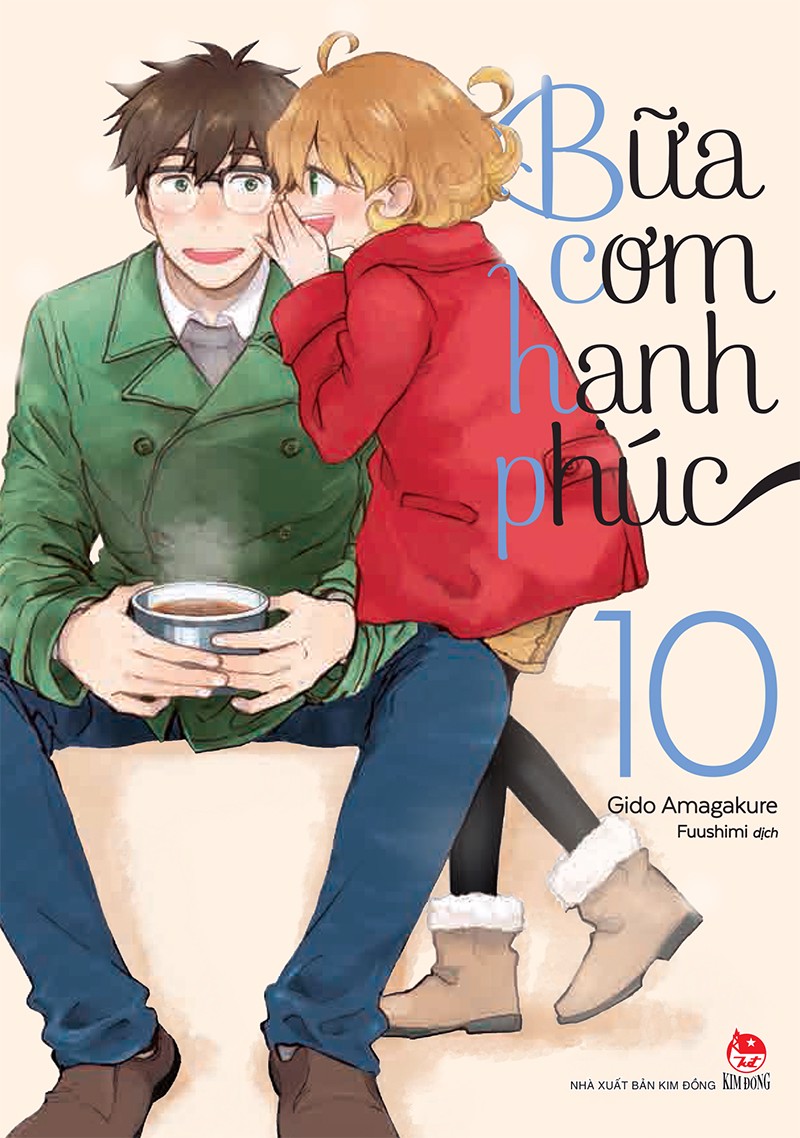 Bữa
cơm
hạnh
phúc
10
Gido Amagakure
Fuushimi dịch
NHÀ XUẤT BẢN KIM ĐỒNG
KIM ĐỒNG